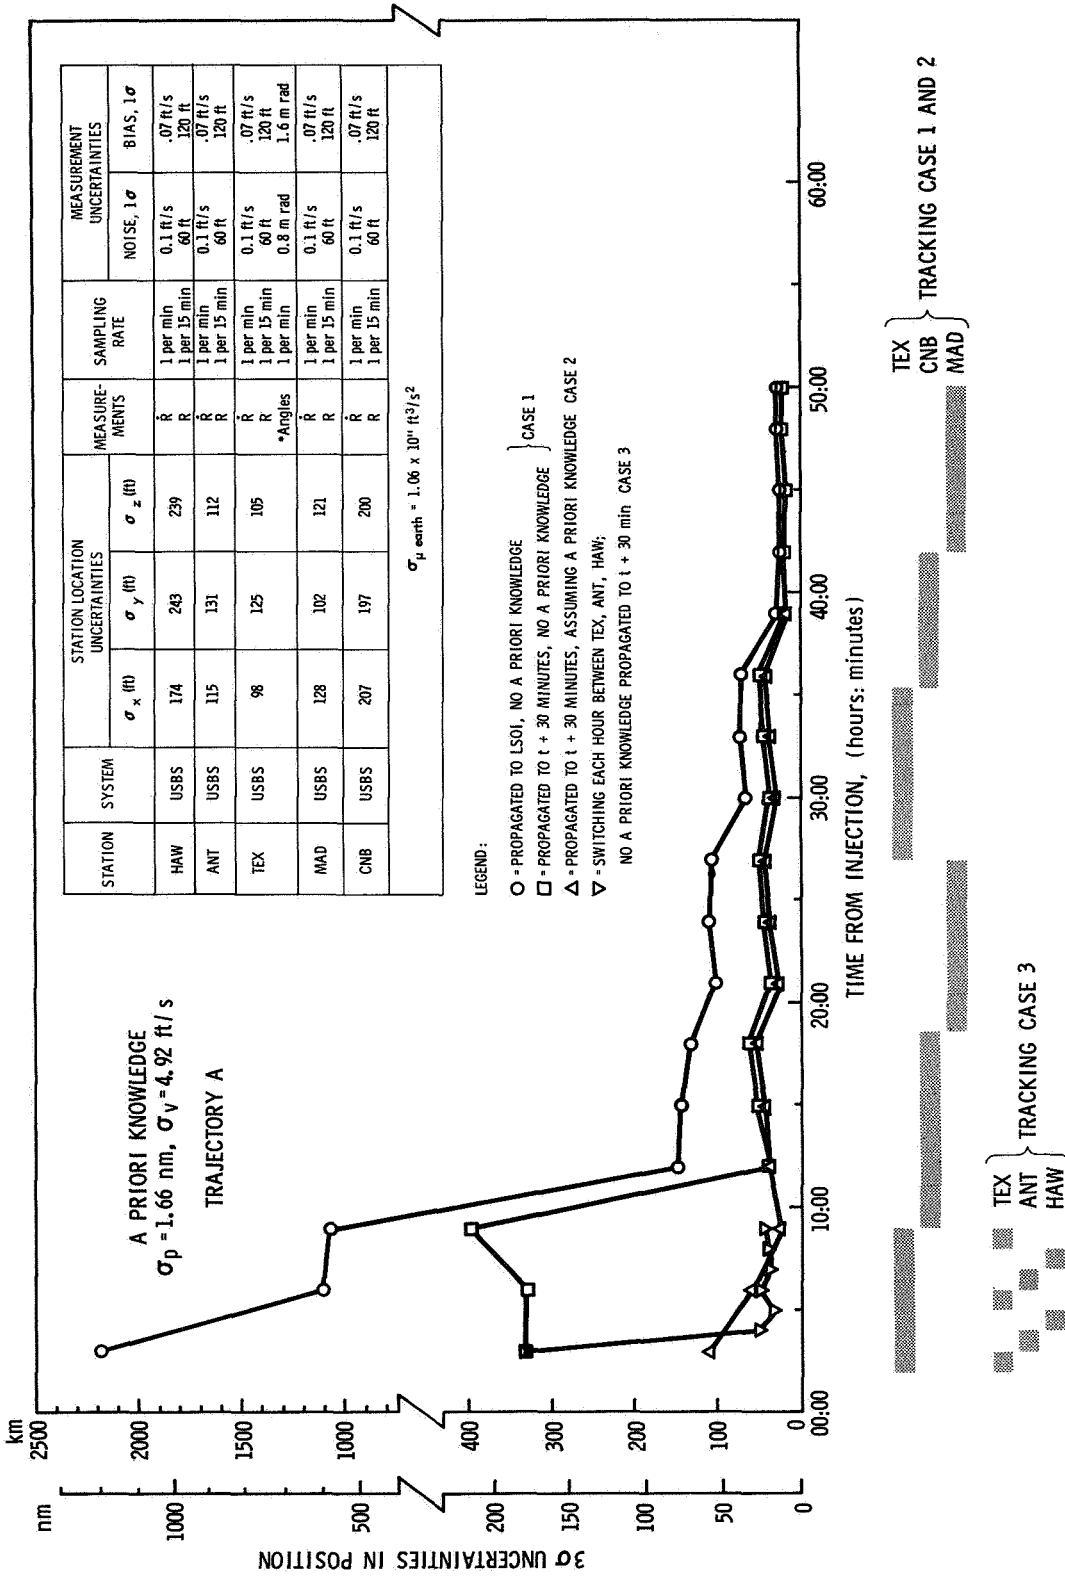 3σ UNCERTAINTIES IN POSITION
nm
1000
500
200
150
100
50
0
km
2500
2000
1500
1000
400
300
200
100
0
A PRIORI KNOWLEDGE
σp = 1.66 nm, σv = 4.92 ft/s
TRAJECTORY A
STATION SYSTEM STATION LOCATION UNCERTAINTIES MEASURE-MENTS SAMPLING RATE MEASUREMENT UNCERTAINTIES
σx (ft) σy (ft) σz (ft) NOISE, 1σ BIAS, 1σ
HAW USBS 174 243 239 Ṙ 1 per min 0.1 ft/s .07 ft/s
R 1 per 15 min 60 ft 120 ft
ANT USBS 115 131 112 Ṙ 1 per min 0.1 ft/s .07 ft/s
R 1 per 15 min 60 ft 120 ft
TEX USBS 98 125 105 Ṙ 1 per min 0.1 ft/s .07 ft/s
R 1 per 15 min 60 ft 120 ft
*Angles 1 per min 0.8 m rad 1.6 m rad
MAD USBS 128 102 121 Ṙ 1 per min 0.1 ft/s .07 ft/s
R 1 per 15 min 60 ft 120 ft
CNB USBS 207 197 200 Ṙ 1 per min 0.1 ft/s .07 ft/s
R 1 per 15 min 60 ft 120 ft
σμ earth = 1.06 x 10¹¹ ft³/s²
LEGEND:
○ = PROPAGATED TO LSOI, NO A PRIORI KNOWLEDGE
□ = PROPAGATED TO t + 30 MINUTES, NO A PRIORI KNOWLEDGE
CASE 1
△ = PROPAGATED TO t + 30 MINUTES, ASSUMING A PRIORI KNOWLEDGE CASE 2
▽ = SWITCHING EACH HOUR BETWEEN TEX, ANT, HAW;
NO A PRIORI KNOWLEDGE PROPAGATED TO t + 30 min CASE 3
00:00
10:00
20:00
30:00
40:00
50:00
60:00
TIME FROM INJECTION, (hours: minutes)
TEX
CNB
MAD
TRACKING CASE 1 AND 2
TEX
ANT
HAW
TRACKING CASE 3